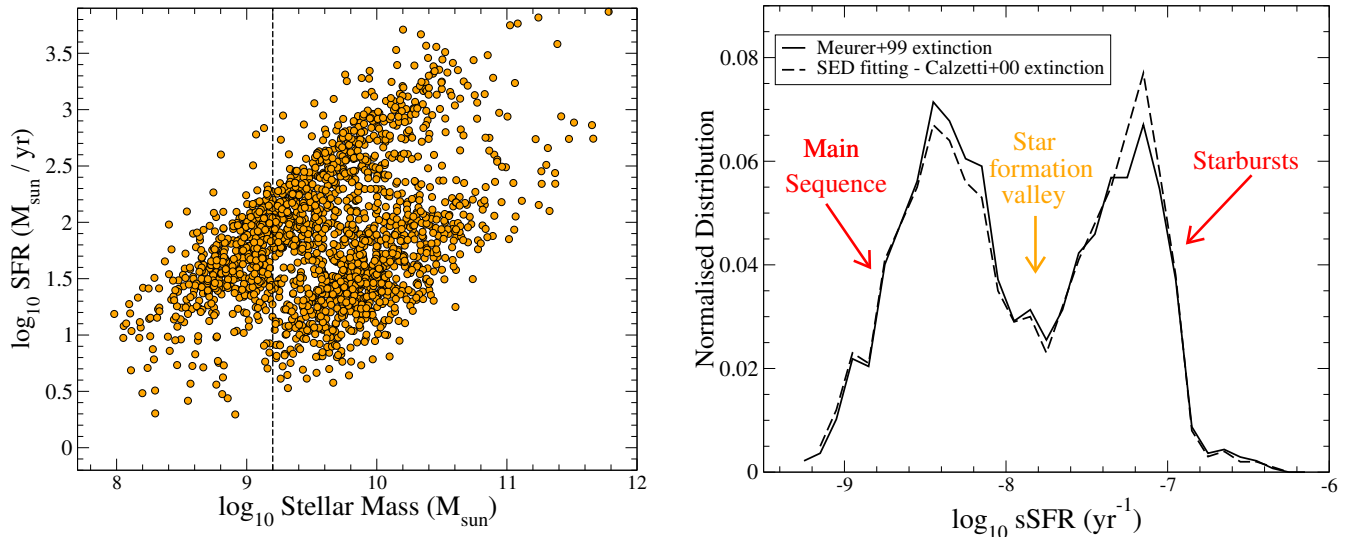 3.5
3
2.5
2
1.5
1
0.5
0
log10 SFR (Msun / yr)
8
9
10
11
12
log10 Stellar Mass (Msun)
Meurer+99 extinction
SED fitting - Calzetti+00 extinction
Main
Sequence
Star
formation
valley
Starbursts
0.08
0.06
0.04
0.02
0
Normalised Distribution
-9
-8
-7
-6
log10 sSFR (yr-1)